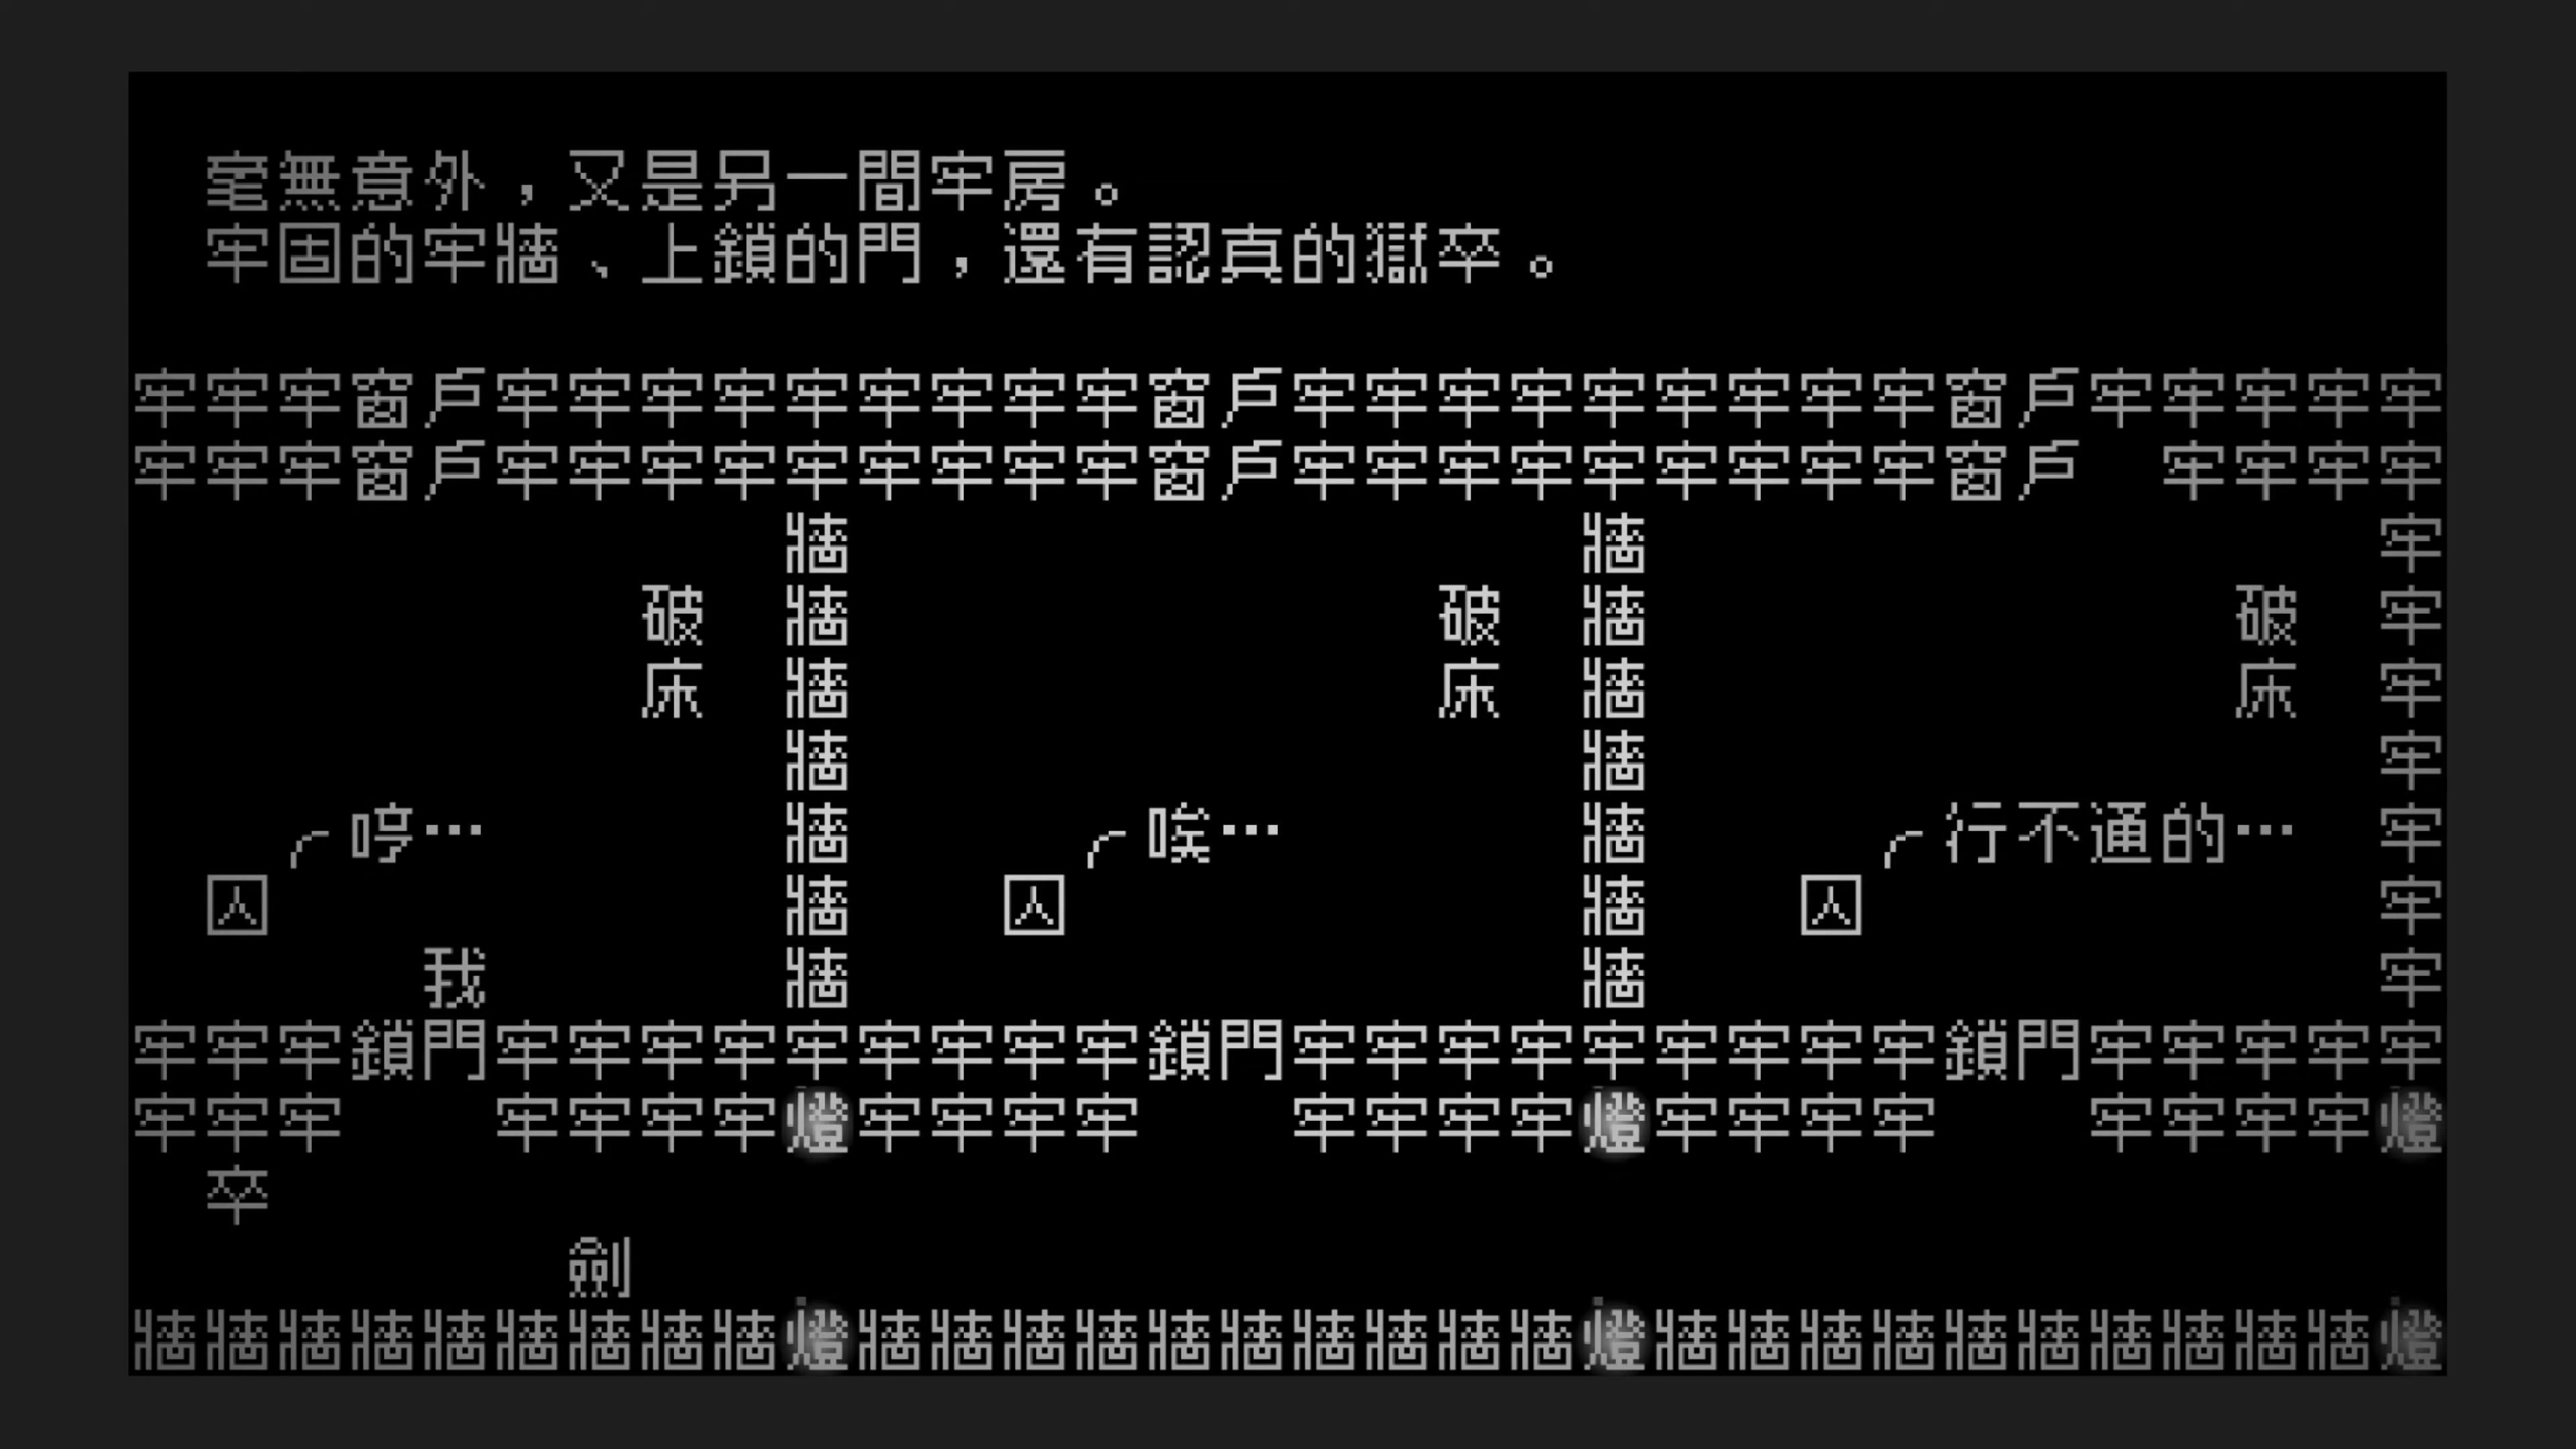 毫無意外，又是另一間牢房。
牢固的牢牆、上鎖的門，還有認真的獄卒。
牢牢牢窗戶牢牢牢牢牢牢牢牢牢窗戶牢牢牢牢牢牢牢牢牢窗戶牢牢牢牢牢
牢牢牢窗戶牢牢牢牢牢牢牢牢牢窗戶牢牢牢牢牢牢牢牢牢窗戶 牢牢牢牢
牆 牆 牢
破 牆 破 牆 破 牢
床 牆 床 牆 床 牢
牆 牆 牢
哼… 牆 唉… 牆 行不通的… 牢
囚 牆 囚 牆 囚 牢
我 牆 牆 牢
牢牢牢鎖門牢牢牢牢牢牢牢牢牢鎖門牢牢牢牢牢牢牢牢牢鎖門牢牢牢牢牢
牢牢牢 牢牢牢牢燈牢牢牢牢 牢牢牢牢燈牢牢牢牢 牢牢牢牢燈
卒
劍
牆牆牆牆牆牆牆牆牆燈牆牆牆牆牆牆牆牆牆牆燈牆牆牆牆牆牆牆牆牆牆燈